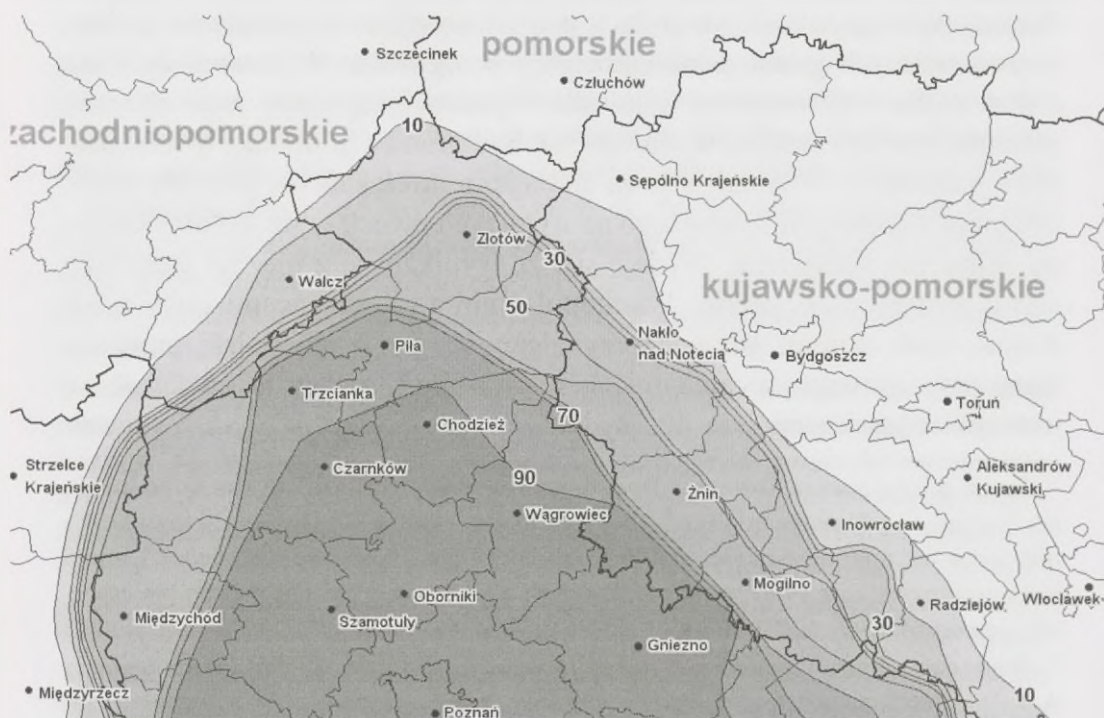 pomorskie
Szczecinek
Człuchów
zachodniopomorskie
10
Sępólno Krajeńskie
Złotów
30
Walcz
50
kujawsko-pomorskie
Nakło
nad Notecią
Bydgoszcz
Piła
Trzcianka
Toruń
70
Chodzież
Strzelce
Krajeńskie
Czarnków
90
Aleksandrów
Kujawski
Żnin
Wągrowiec
Inowrocław
Mogilno
Oborniki
Włocławek
Międzychód
Szamotuły
Radziejów
30
Gniezno
Międzyrzecz
10
Poznań